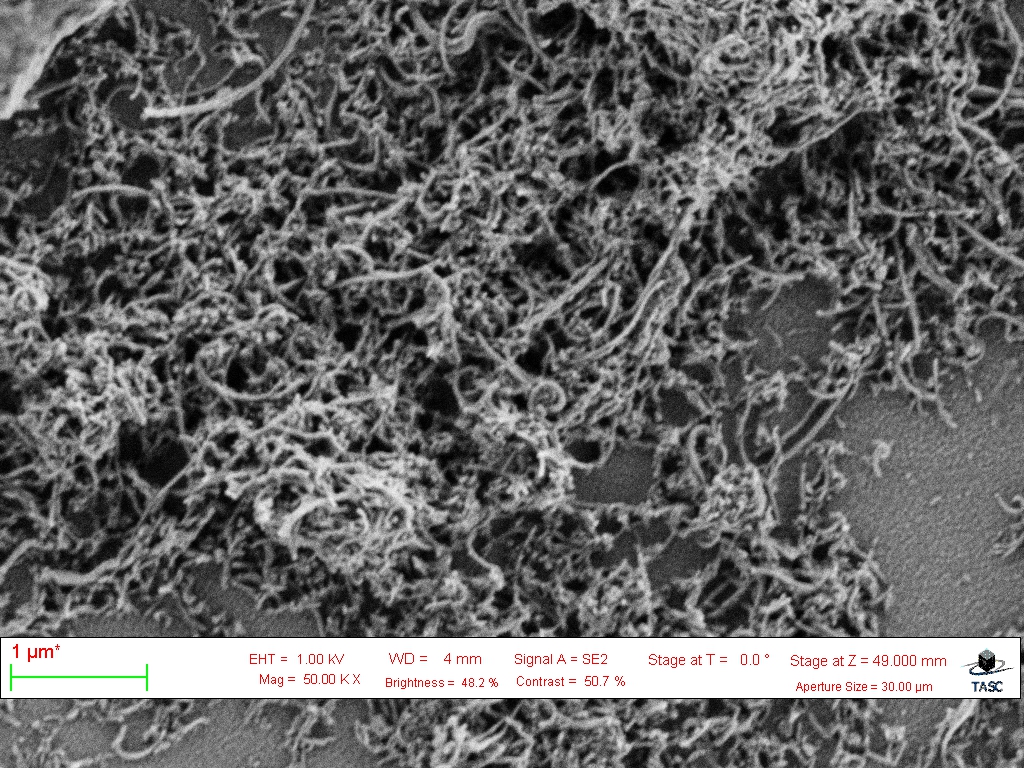 1 µm*
EHT = 1.00 kV WD = 4 mm Signal A = SE2 Stage at T = 0.0 ° Stage at Z = 49.000 mm
Mag = 50.00 K X Brightness = 48.2 % Contrast = 50.7 % Aperture Size = 30.00 µm
TASC